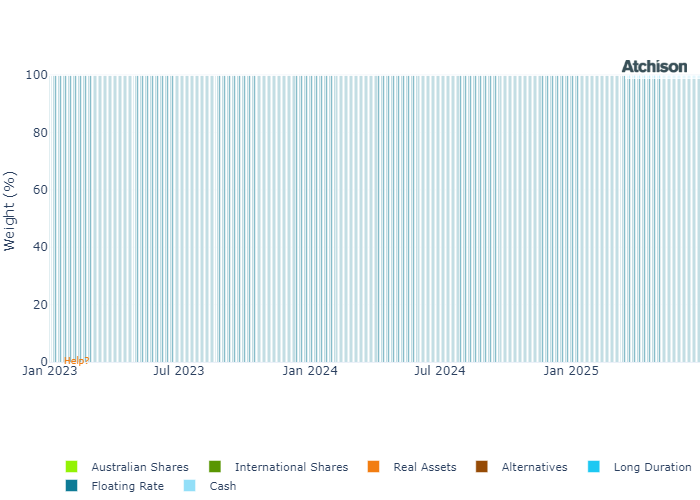 Atchison
100
80
60
40
20
0
Weight (%)
Help?
Jan 2023 Jul 2023 Jan 2024 Jul 2024 Jan 2025
Australian Shares International Shares Real Assets Alternatives Long Duration
Floating Rate Cash